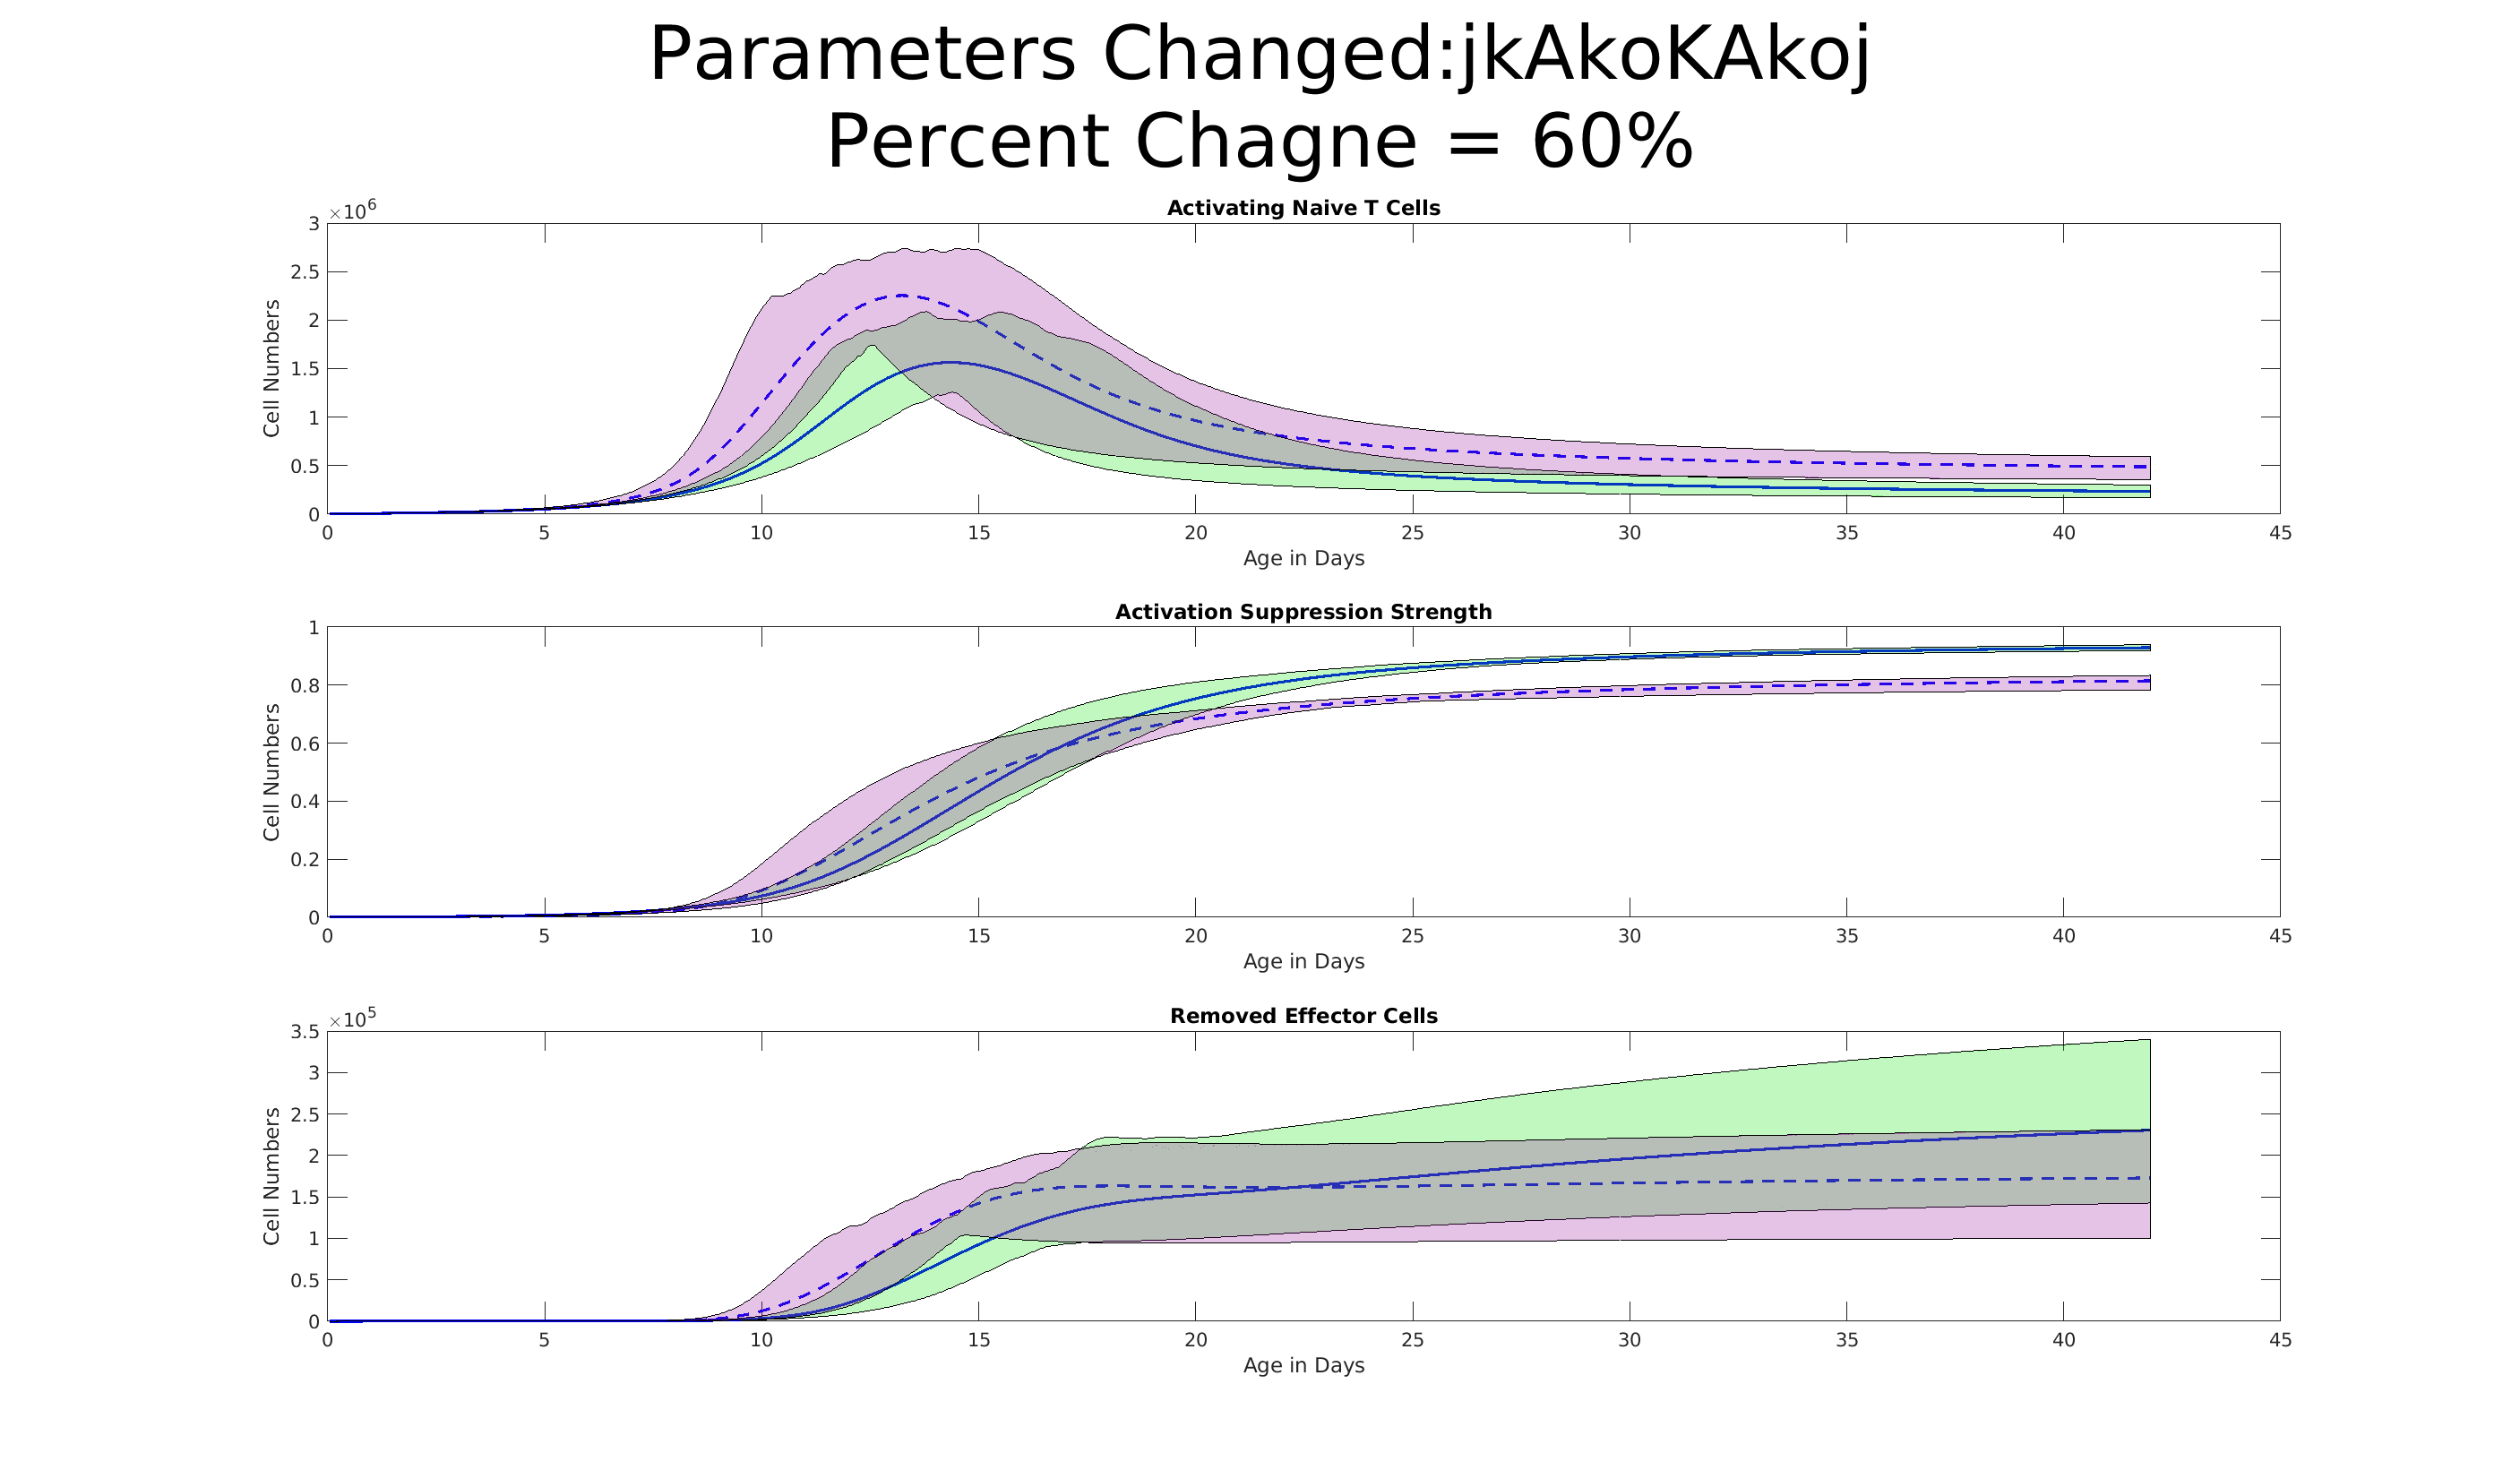 Parameters Changed:jkAkoKAkoj
Percent Chagne = 60%
Activating Naive T Cells
×10^6
3
2.5
2
1.5
1
0.5
0
Cell Numbers
0 5 10 15 20 25 30 35 40 45
Age in Days
Activation Suppression Strength
1
0.8
0.6
0.4
0.2
0
Cell Numbers
0 5 10 15 20 25 30 35 40 45
Age in Days
Removed Effector Cells
×10^5
3.5
3
2.5
2
1.5
1
0.5
0
Cell Numbers
0 5 10 15 20 25 30 35 40 45
Age in Days